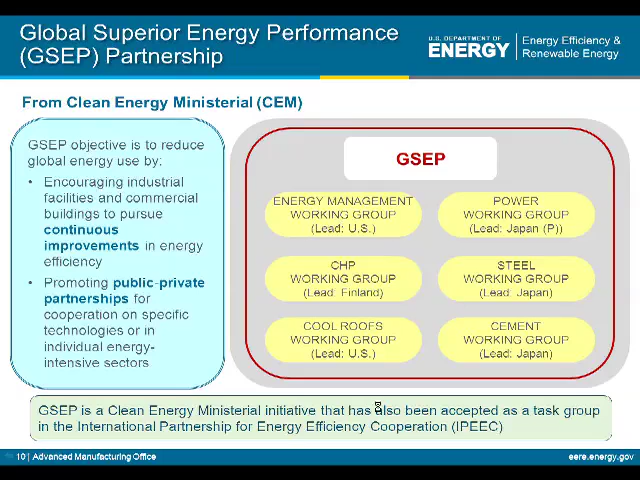 Global Superior Energy Performance
(GSEP) Partnership
U.S. DEPARTMENT OF
ENERGY
Energy Efficiency &
Renewable Energy
From Clean Energy Ministerial (CEM)
GSEP objective is to reduce
global energy use by:
• Encouraging industrial
facilities and commercial
buildings to pursue
continuous
improvements in energy
efficiency
• Promoting public-private
partnerships for
cooperation on specific
technologies or in
individual energy-
intensive sectors
GSEP
ENERGY MANAGEMENT
WORKING GROUP
(Lead: U.S.)
POWER
WORKING GROUP
(Lead: Japan (P))
CHP
WORKING GROUP
(Lead: Finland)
STEEL
WORKING GROUP
(Lead: Japan)
COOL ROOFS
WORKING GROUP
(Lead: U.S.)
CEMENT
WORKING GROUP
(Lead: Japan)
GSEP is a Clean Energy Ministerial initiative that has also been accepted as a task group
in the International Partnership for Energy Efficiency Cooperation (IPEEC)
10 | Advanced Manufacturing Office
eere.energy.gov